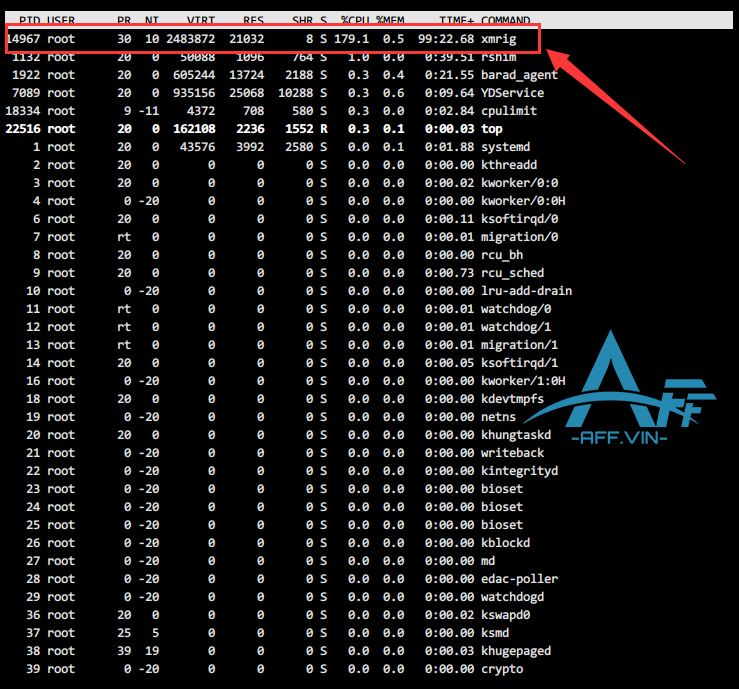 PID USER PR NI VIRT RES SHR S %CPU %MEM TIME+ COMMAND
14967 root 30 10 2483872 21032 8 S 179.1 0.5 99:22.68 xmrig
1132 root 20 0 50088 1096 764 S 1.0 0.0 0:39.51 rshim
1922 root 20 0 605244 13724 2188 S 0.3 0.4 0:21.55 barad_agent
7089 root 20 0 935156 25068 10288 S 0.3 0.6 0:09.64 YDService
18334 root 9 -11 4372 708 580 S 0.3 0.0 0:02.84 cpulimit
22516 root 20 0 162108 2236 1552 R 0.3 0.1 0:00.03 top
1 root 20 0 43576 3992 2580 S 0.0 0.1 0:01.88 systemd
2 root 20 0 0 0 0 S 0.0 0.0 0:00.00 kthreadd
3 root 20 0 0 0 0 S 0.0 0.0 0:00.02 kworker/0:0
4 root 0 -20 0 0 0 S 0.0 0.0 0:00.00 kworker/0:0H
6 root 20 0 0 0 0 S 0.0 0.0 0:00.11 ksoftirqd/0
7 root rt 0 0 0 0 S 0.0 0.0 0:00.01 migration/0
8 root 20 0 0 0 0 S 0.0 0.0 0:00.00 rcu_bh
9 root 20 0 0 0 0 S 0.0 0.0 0:00.73 rcu_sched
10 root 0 -20 0 0 0 S 0.0 0.0 0:00.00 lru-add-drain
11 root rt 0 0 0 0 S 0.0 0.0 0:00.01 watchdog/0
12 root rt 0 0 0 0 S 0.0 0.0 0:00.01 watchdog/1
13 root rt 0 0 0 0 S 0.0 0.0 0:00.01 migration/1
14 root 20 0 0 0 0 S 0.0 0.0 0:00.05 ksoftirqd/1
16 root 0 -20 0 0 0 S 0.0 0.0 0:00.00 kworker/1:0H
18 root 20 0 0 0 0 S 0.0 0.0 0:00.00 kdevtmpfs
19 root 0 -20 0 0 0 S 0.0 0.0 0:00.00 netns
20 root 20 0 0 0 0 S 0.0 0.0 0:00.00 khungtaskd
21 root 0 -20 0 0 0 S 0.0 0.0 0:00.00 writeback
22 root 0 -20 0 0 0 S 0.0 0.0 0:00.00 kintegrityd
23 root 0 -20 0 0 0 S 0.0 0.0 0:00.00 bioset
24 root 0 -20 0 0 0 S 0.0 0.0 0:00.00 bioset
25 root 0 -20 0 0 0 S 0.0 0.0 0:00.00 bioset
26 root 0 -20 0 0 0 S 0.0 0.0 0:00.00 kblockd
27 root 0 -20 0 0 0 S 0.0 0.0 0:00.00 md
28 root 0 -20 0 0 0 S 0.0 0.0 0:00.00 edac-poller
29 root 0 -20 0 0 0 S 0.0 0.0 0:00.00 watchdogd
36 root 20 0 0 0 0 S 0.0 0.0 0:00.02 kswapd0
37 root 25 5 0 0 0 S 0.0 0.0 0:00.00 ksmd
38 root 39 19 0 0 0 S 0.0 0.0 0:00.03 khugepaged
39 root 0 -20 0 0 0 S 0.0 0.0 0:00.00 crypto
AFF
-AFF.VIN-